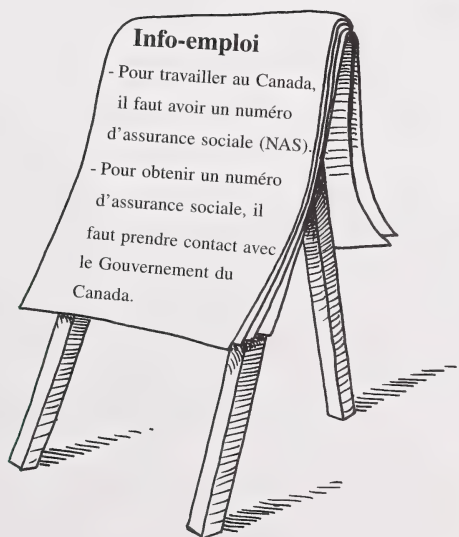 Info-emploi
- Pour travailler au Canada,
il faut avoir un numéro
d'assurance sociale (NAS).
- Pour obtenir un numéro
d'assurance sociale, il
faut prendre contact avec
le Gouvernement du
Canada.